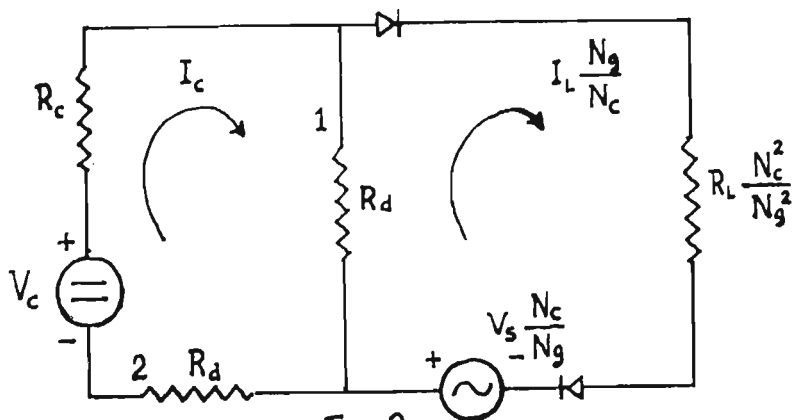 I_c
I_L N_g/N_c
R_c
1
R_d
R_L N_c^2/N_g^2
+
V_c
-
V_s N_c/N_g
+
-
2
R_d